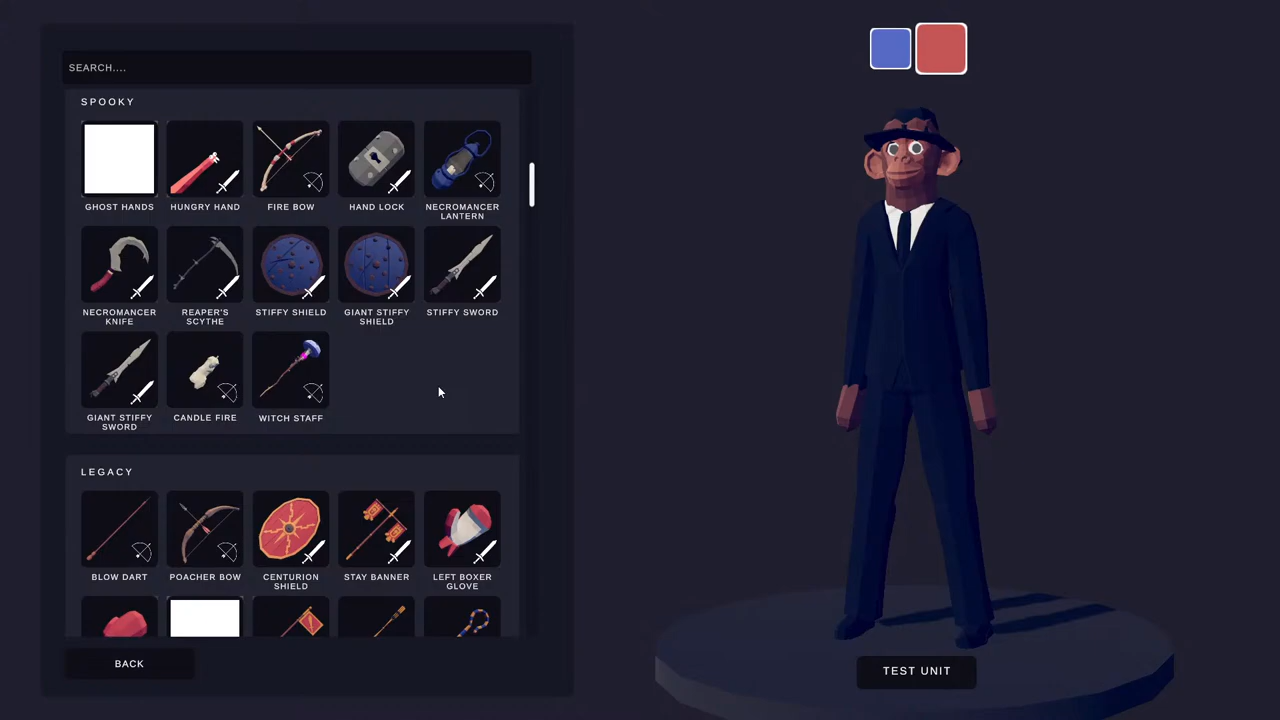 SEARCH....
SPOOKY
GHOST HANDS
HUNGRY HAND
FIRE BOW
HAND LOCK
NECROMANCER
LANTERN
NECROMANCER
KNIFE
REAPER'S
SCYTHE
STIFFY SHIELD
GIANT STIFFY
SHIELD
STIFFY SWORD
GIANT STIFFY
SWORD
CANDLE FIRE
WITCH STAFF
LEGACY
BLOW DART
POACHER BOW
CENTURION
SHIELD
STAY BANNER
LEFT BOXER
GLOVE
BACK
TEST UNIT